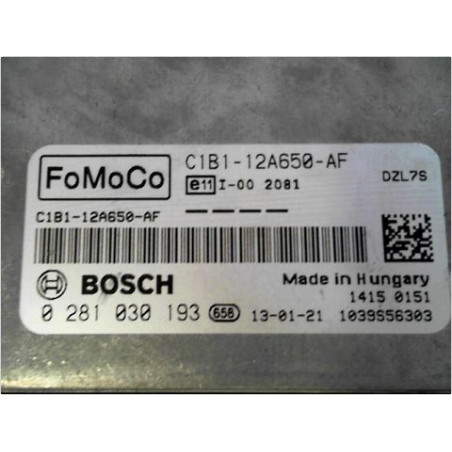 FoMoCo
C1B1-12A650-AF
e11 I-00 2081
DZL7S
C1B1-12A650-AF
BOSCH
Made in Hungary
1415 0151
0 281 030 193 658 13-01-21 1039S56303